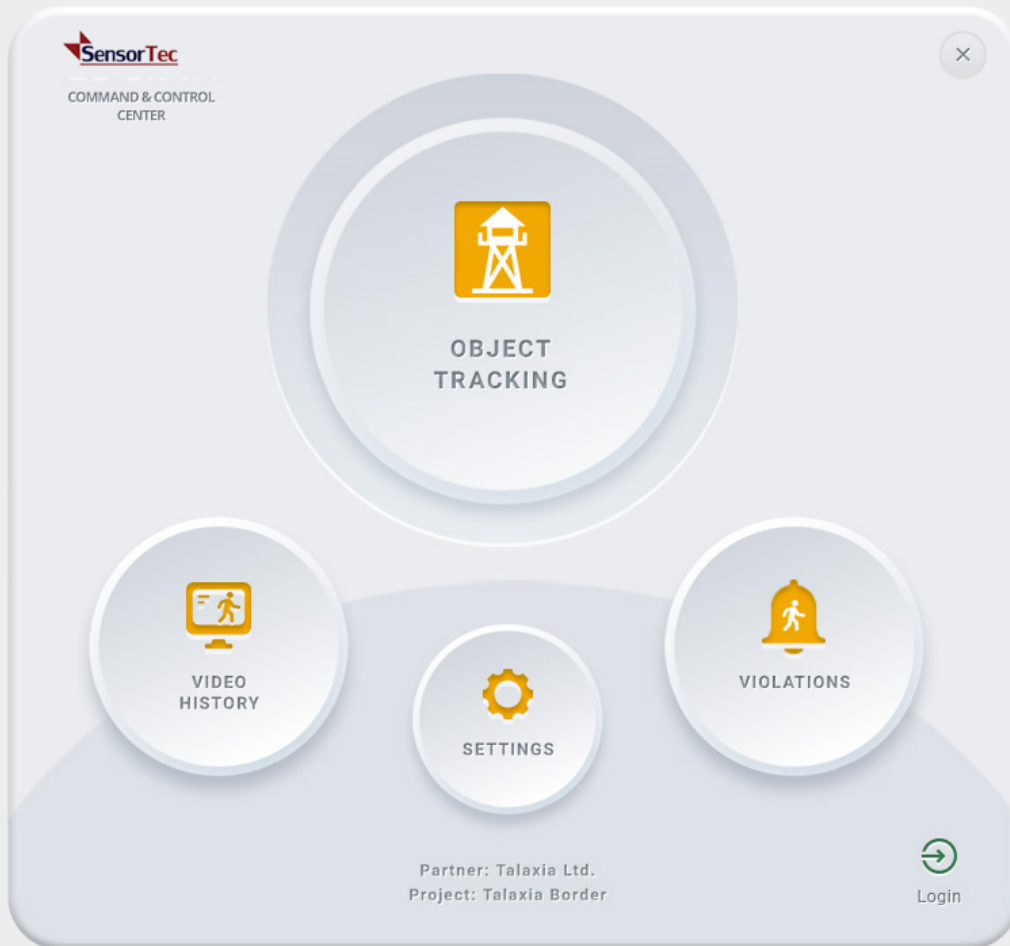 SensorTec
COMMAND & CONTROL
CENTER
OBJECT
TRACKING
VIDEO
HISTORY
SETTINGS
VIOLATIONS
Partner: Talaxia Ltd.
Project: Talaxia Border
Login